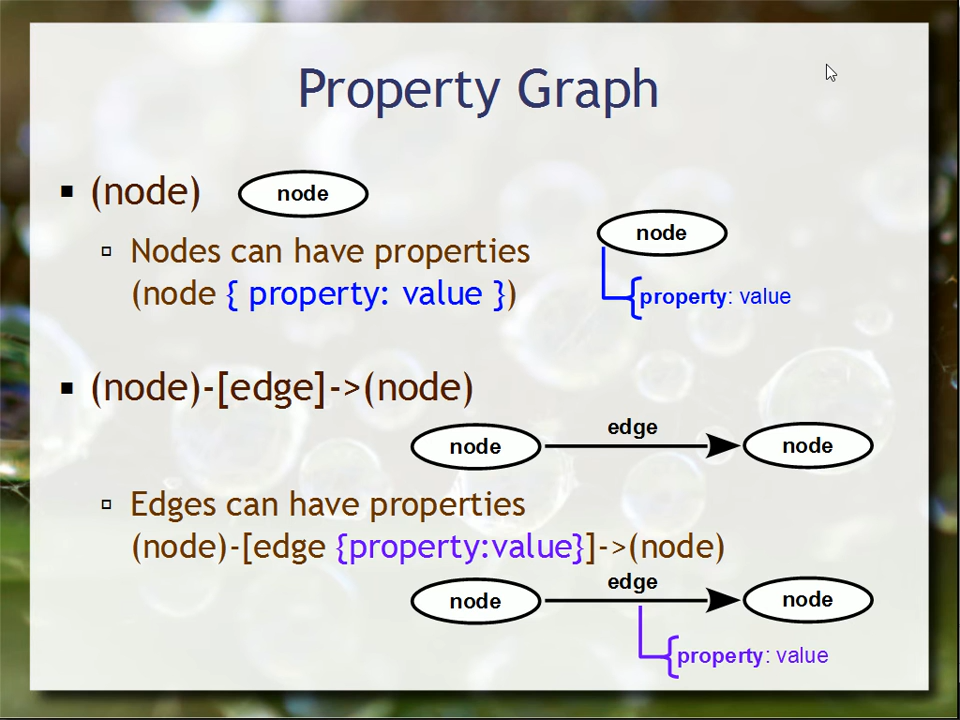 Property Graph
(node)
node
Nodes can have properties
(node { property: value })
node
property: value
(node)-[edge]->(node)
edge
node
node
Edges can have properties
(node)-[edge {property:value}]->(node)
edge
node
node
property: value